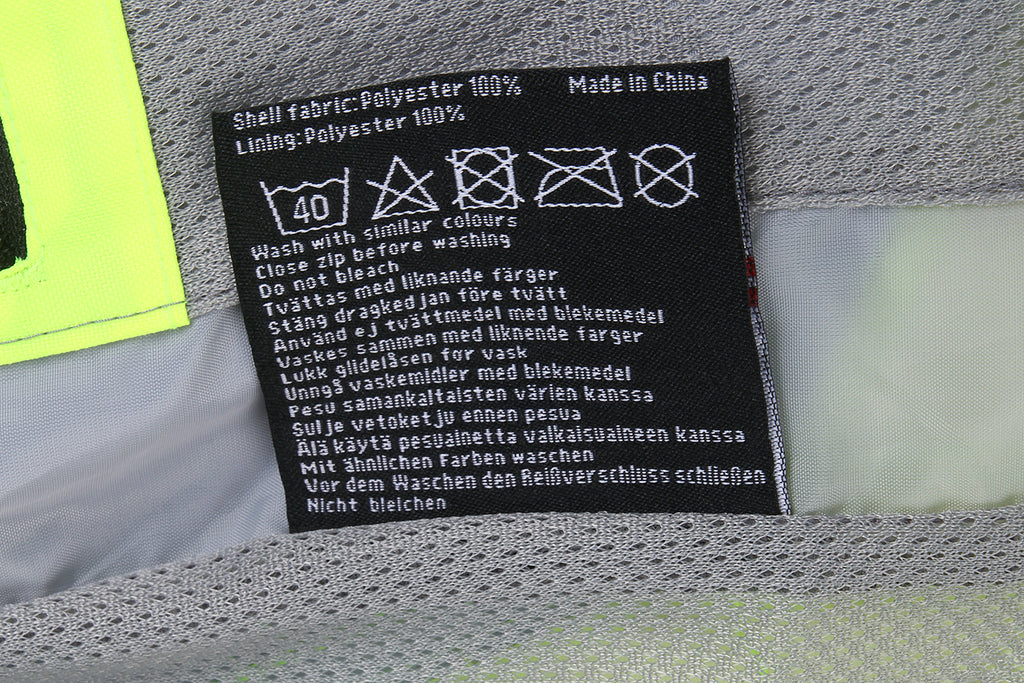 Shell fabric: Polyester 100% Made in China
Lining: Polyester 100%
40
Wash with similar colours
Close zip before washing
Do not bleach
Tvättas med liknande färger
Stäng dragkedjan före tvätt
Använd ej tvättmedel med blekemedel
Vaskes sammen med liknende farger
Lukk glidelåsen før vask
Unngå vaskemidler med blekemedel
Pesu samankaltaisten värien kanssa
Sulje vetoketju ennen pesua
Älä käytä pesuainetta valkaisuaineen kanssa
Mit ähnlichen Farben waschen
Vor dem Waschen den Reißverschluss schließen
Nicht bleichen